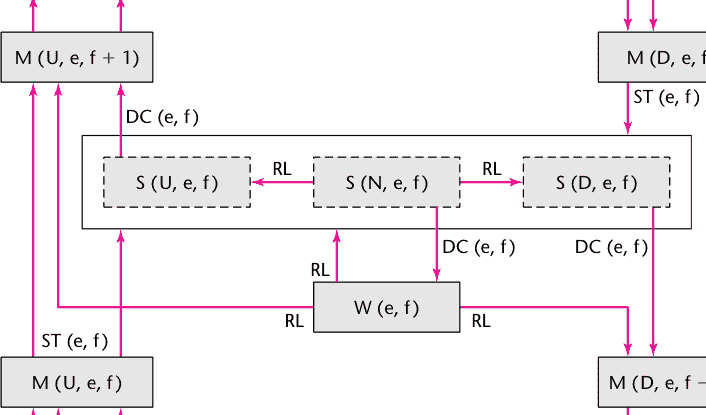 M (U, e, f + 1)
M (D, e, f
ST (e, f)
DC (e, f)
S (U, e, f)
RL
S (N, e, f)
RL
S (D, e, f)
DC (e, f)
DC (e, f)
RL
W (e, f)
RL
RL
ST (e, f)
M (U, e, f)
M (D, e, f –